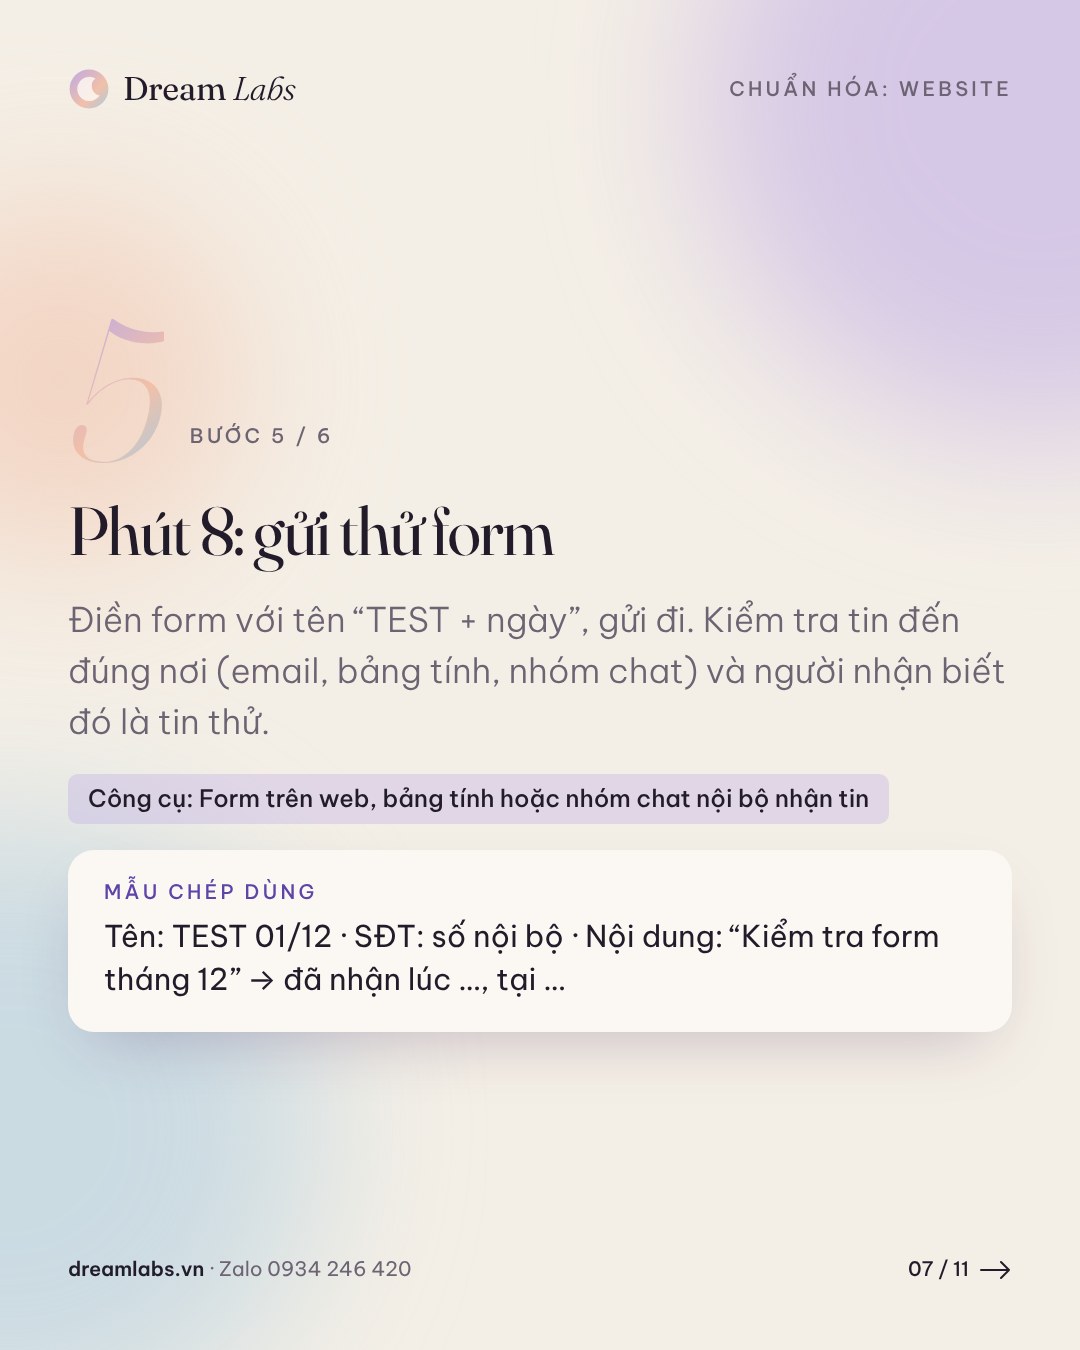 Dream Labs
CHUẨN HÓA: WEBSITE
5
BƯỚC 5 / 6
Phút 8: gửi thử form
Điền form với tên “TEST + ngày”, gửi đi. Kiểm tra tin đến
đúng nơi (email, bảng tính, nhóm chat) và người nhận biết
đó là tin thử.
Công cụ: Form trên web, bảng tính hoặc nhóm chat nội bộ nhận tin
MẪU CHÉP DÙNG
Tên: TEST 01/12 · SĐT: số nội bộ · Nội dung: “Kiểm tra form
tháng 12” → đã nhận lúc ..., tại ...
dreamlabs.vn · Zalo 0934 246 420
07 / 11 →